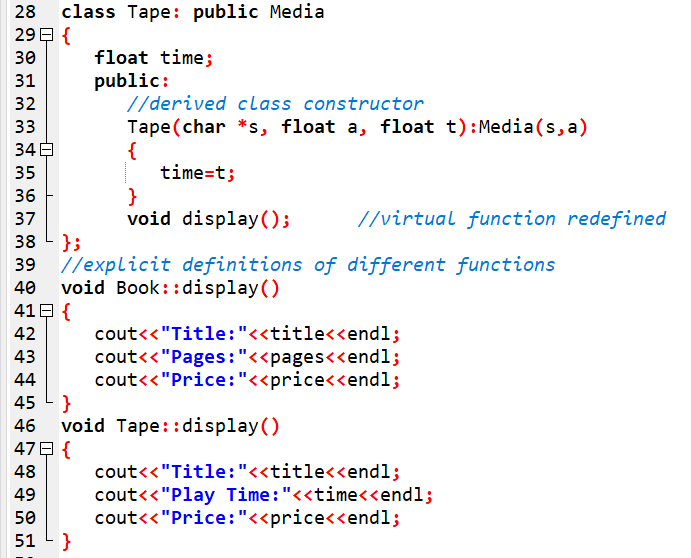 28 class Tape: public Media
29 {
30 float time;
31 public:
32 //derived class constructor
33 Tape(char *s, float a, float t):Media(s,a)
34 {
35 time=t;
36 }
37 void display(); //virtual function redefined
38 };
39 //explicit definitions of different functions
40 void Book::display()
41 {
42 cout<<"Title:"<<title<<endl;
43 cout<<"Pages:"<<pages<<endl;
44 cout<<"Price:"<<price<<endl;
45 }
46 void Tape::display()
47 {
48 cout<<"Title:"<<title<<endl;
49 cout<<"Play Time:"<<time<<endl;
50 cout<<"Price:"<<price<<endl;
51 }